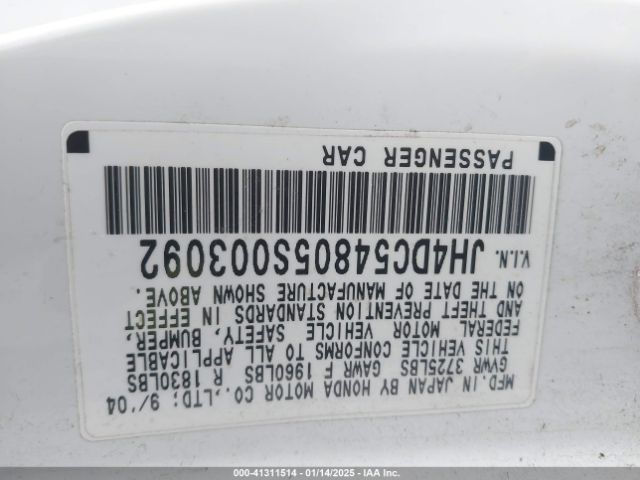 MFD. IN JAPAN BY HONDA MOTOR CO., LTD; 9/'04
GVWR 3725LBS GAWR F 1960LBS R 1830LBS
THIS VEHICLE CONFORMS TO ALL APPLICABLE
FEDERAL MOTOR VEHICLE SAFETY, BUMPER,
AND THEFT PREVENTION STANDARDS IN EFFECT
ON THE DATE OF MANUFACTURE SHOWN ABOVE.
V.I.N. JH4DC54805S003092
PASSENGER CAR
000-41311514 - 01/14/2025 - IAA Inc.